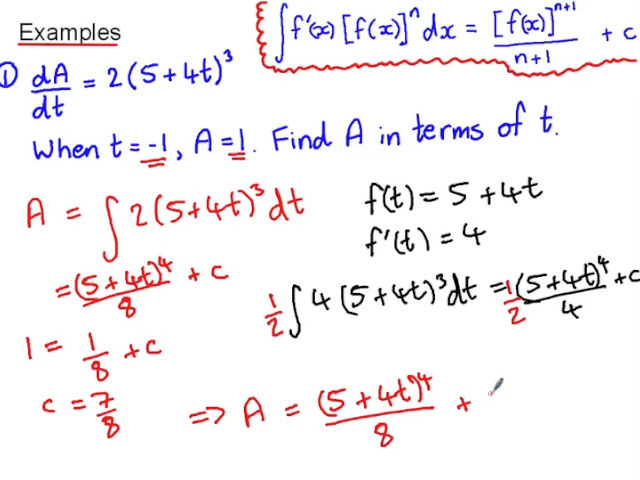 Examples
∫ f'(x) [f(x)]ⁿ dx = [f(x)]ⁿ⁺¹ / n+1 + c
① dA/dt = 2(5+4t)³
When t = -1, A = 1. Find A in terms of t.
A = ∫ 2(5+4t)³ dt
f(t) = 5+4t
f'(t) = 4
= (5+4t)⁴ / 8 + c
1/2 ∫ 4(5+4t)³ dt = 1/2 (5+4t)⁴ / 4 + c
1 = 1/8 + c
c = 7/8
=> A = (5+4t)⁴ / 8 +